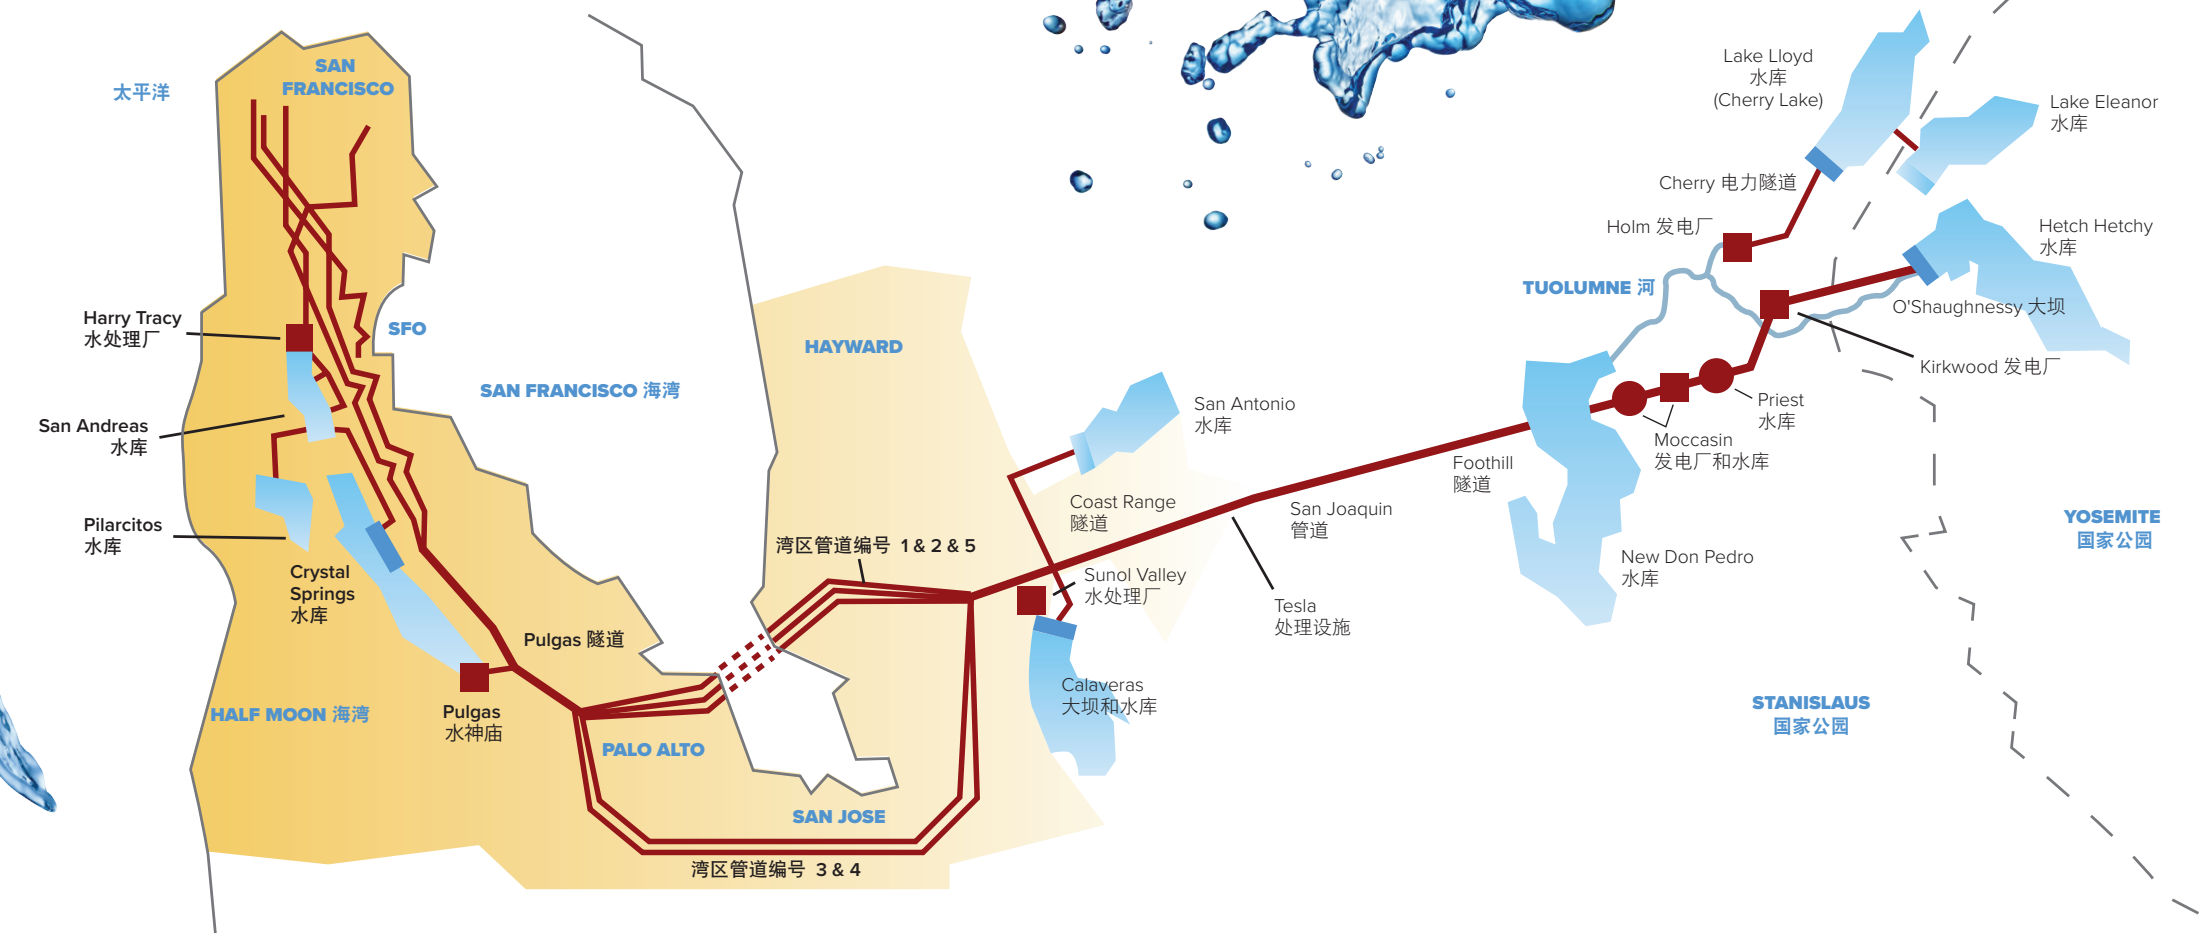 太平洋
SAN
FRANCISCO
Harry Tracy
水处理厂
SFO
San Andreas
水库
Pilarcitos
水库
Crystal
Springs
水库
SAN FRANCISCO 海湾
HAYWARD
湾区管道编号 1 & 2 & 5
Pulgas 隧道
Pulgas
水神庙
HALF MOON 海湾
PALO ALTO
SAN JOSE
湾区管道编号 3 & 4
San Antonio
水库
Coast Range
隧道
Sunol Valley
水处理厂
Calaveras
大坝和水库
Tesla
处理设施
San Joaquin
管道
Foothill
隧道
New Don Pedro
水库
Moccasin
发电厂和水库
Priest
水库
TUOLUMNE 河
Holm 发电厂
Cherry 电力隧道
Lake Lloyd
水库
(Cherry Lake)
Lake Eleanor
水库
Hetch Hetchy
水库
O'Shaughnessy 大坝
Kirkwood 发电厂
YOSEMITE
国家公园
STANISLAUS
国家公园